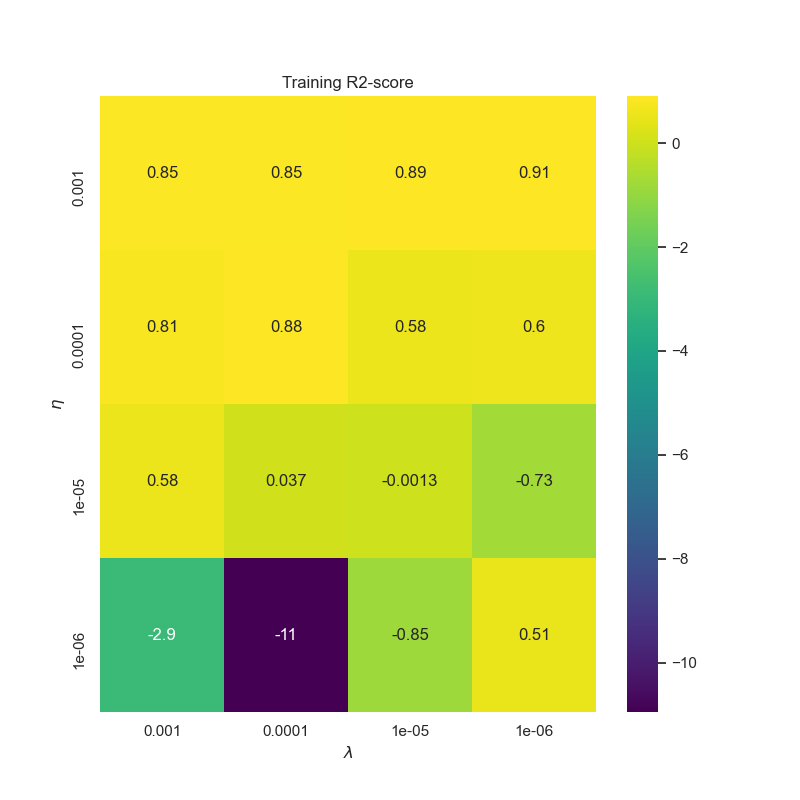 Training R2-score
0.001 0.85 0.85 0.89 0.91
0.0001 0.81 0.88 0.58 0.6
1e-05 0.58 0.037 -0.0013 -0.73
1e-06 -2.9 -11 -0.85 0.51
η
0.001 0.0001 1e-05 1e-06
λ
0
−2
−4
−6
−8
−10